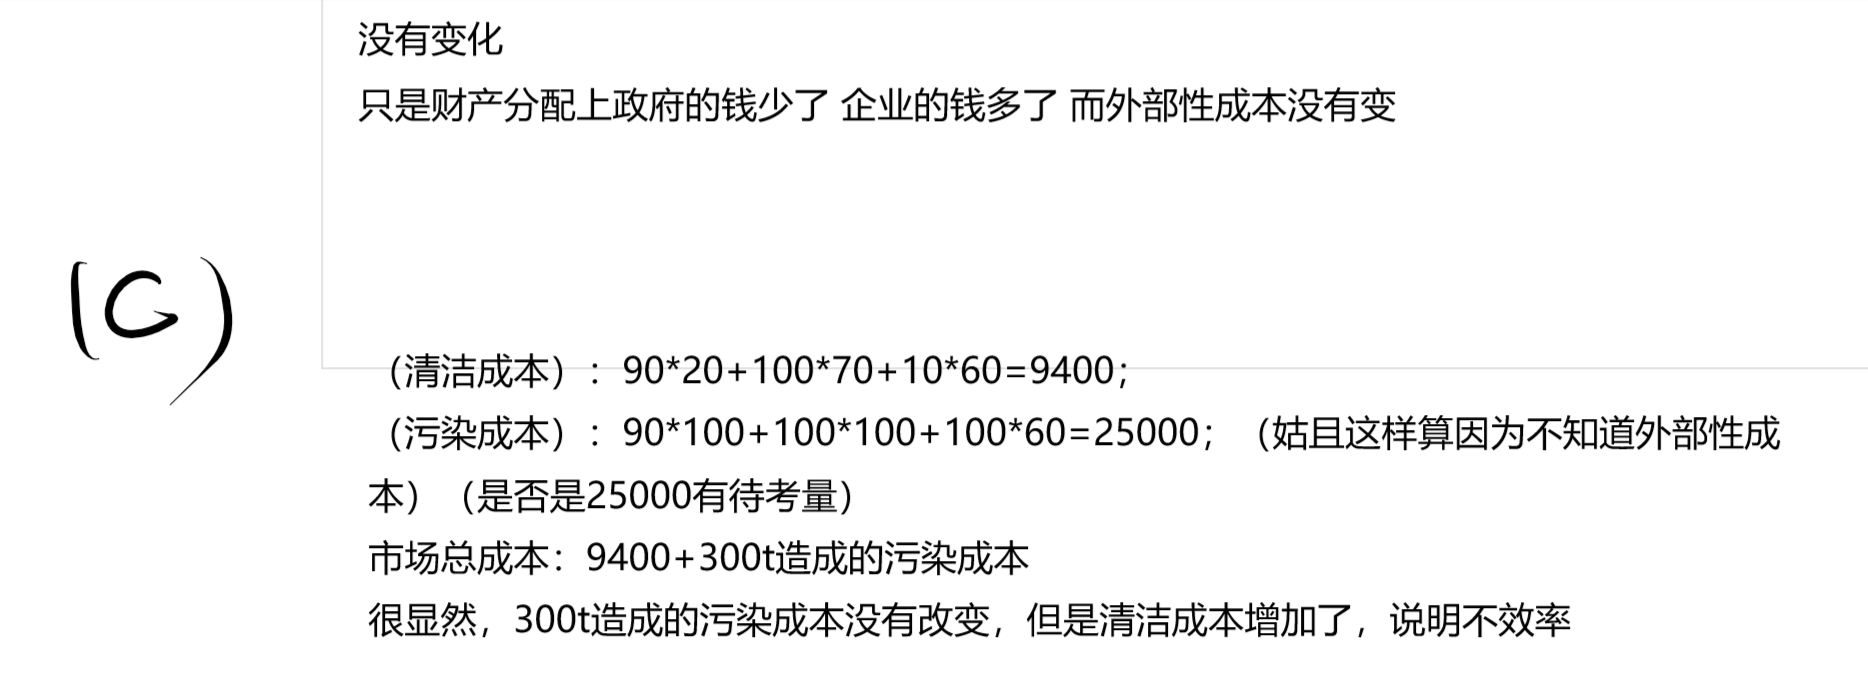 没有变化
只是财产分配上政府的钱少了 企业的钱多了 而外部性成本没有变
(G)
（清洁成本）：90*20+100*70+10*60=9400；
（污染成本）：90*100+100*100+100*60=25000；（姑且这样算因为不知道外部性成
本）（是否是25000有待考量）
市场总成本：9400+300t造成的污染成本
很显然，300t造成的污染成本没有改变，但是清洁成本增加了，说明不效率